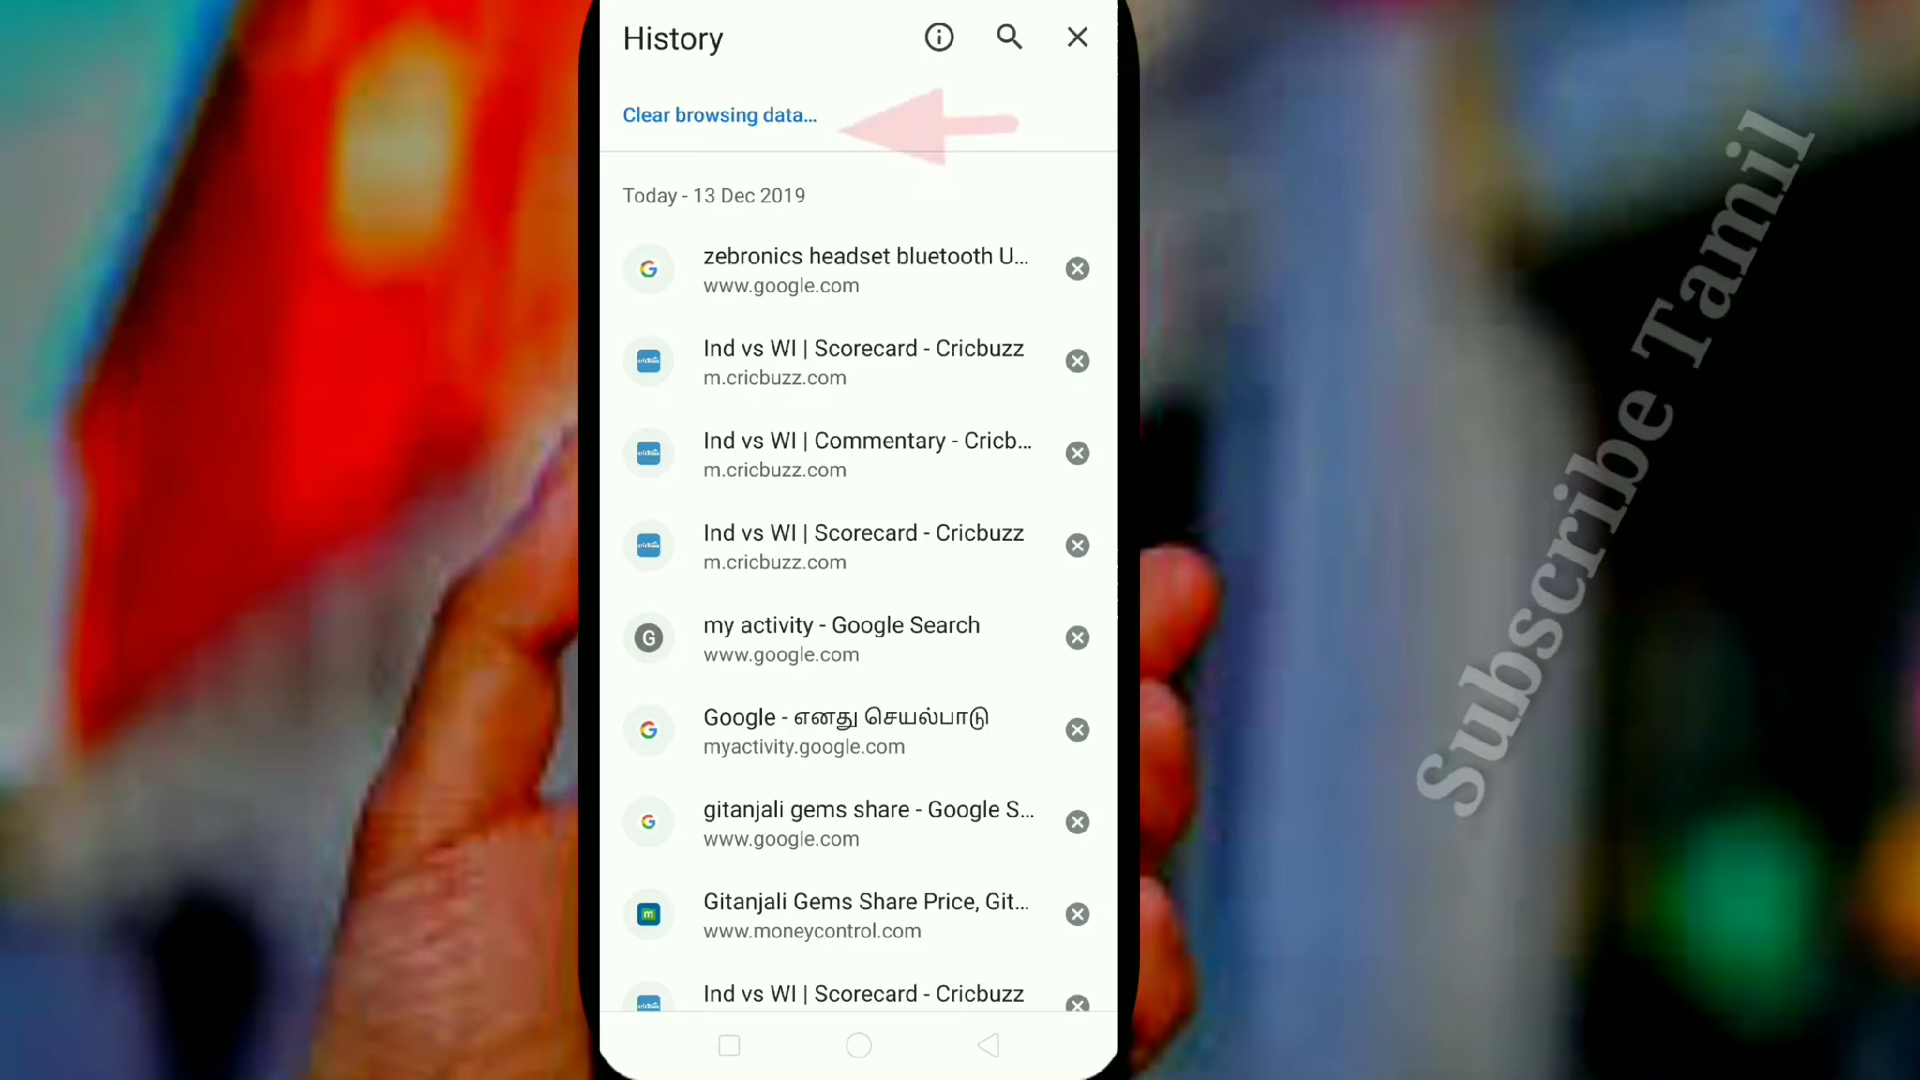 History
Clear browsing data...
Today - 13 Dec 2019
zebronics headset bluetooth U...
www.google.com
Ind vs WI | Scorecard - Cricbuzz
m.cricbuzz.com
Ind vs WI | Commentary - Cricb...
m.cricbuzz.com
Ind vs WI | Scorecard - Cricbuzz
m.cricbuzz.com
G
my activity - Google Search
www.google.com
Google - எனது செயல்பாடு
myactivity.google.com
gitanjali gems share - Google S...
www.google.com
m
Gitanjali Gems Share Price, Git...
www.moneycontrol.com
Ind vs WI | Scorecard - Cricbuzz
Subscribe Tamil